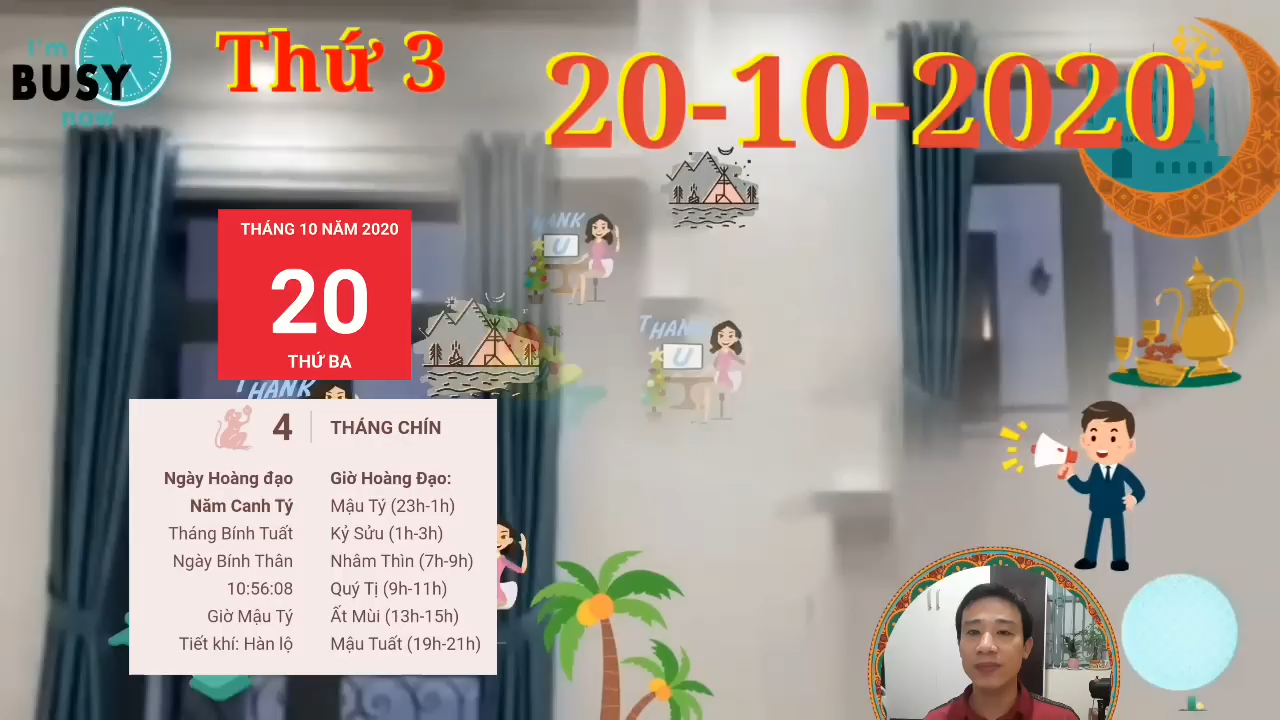 I'm
BUSY
now
Thứ 3
20-10-2020
THÁNG 10 NĂM 2020
20
THỨ BA
THANK
U
THANK
U
THANK
4
THÁNG CHÍN
Ngày Hoàng đạo
Năm Canh Tý
Tháng Bính Tuất
Ngày Bính Thân
10:56:08
Giờ Mậu Tý
Tiết khí: Hàn lộ
Giờ Hoàng Đạo:
Mậu Tý (23h-1h)
Kỷ Sửu (1h-3h)
Nhâm Thìn (7h-9h)
Quý Tị (9h-11h)
Ất Mùi (13h-15h)
Mậu Tuất (19h-21h)